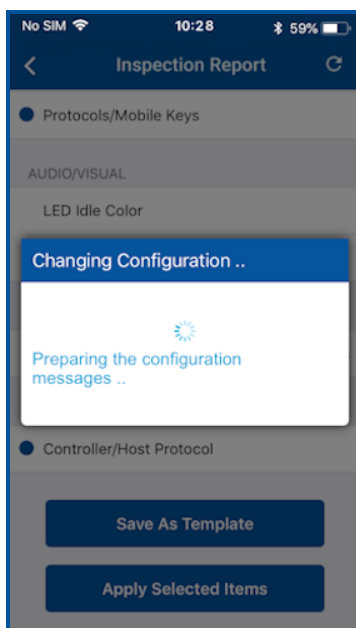 No SIM 10:28 59%
Inspection Report
Protocols/Mobile Keys
AUDIO/VISUAL
LED Idle Color
Changing Configuration ..
Preparing the configuration
messages ..
Controller/Host Protocol
Save As Template
Apply Selected Items